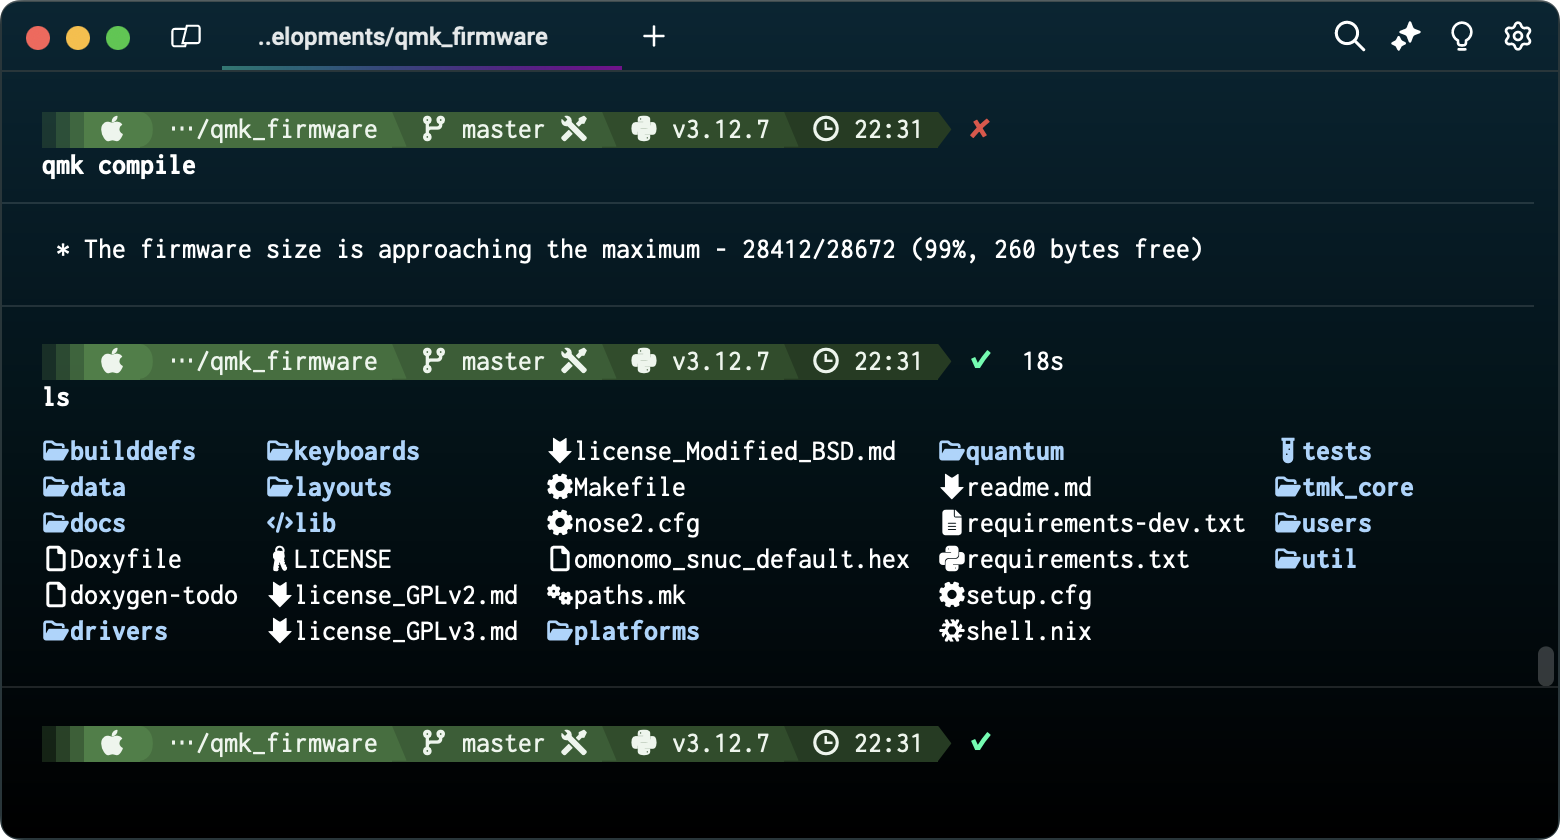 ..elopments/qmk_firmware
…/qmk_firmware master v3.12.7 22:31 ✘
qmk compile
* The firmware size is approaching the maximum - 28412/28672 (99%, 260 bytes free)
…/qmk_firmware master v3.12.7 22:31 ✔ 18s
ls
builddefs keyboards license_Modified_BSD.md quantum tests
data layouts Makefile readme.md tmk_core
docs lib nose2.cfg requirements-dev.txt users
Doxyfile LICENSE omonomo_snuc_default.hex requirements.txt util
doxygen-todo license_GPLv2.md paths.mk setup.cfg
drivers license_GPLv3.md platforms shell.nix
…/qmk_firmware master v3.12.7 22:31 ✔